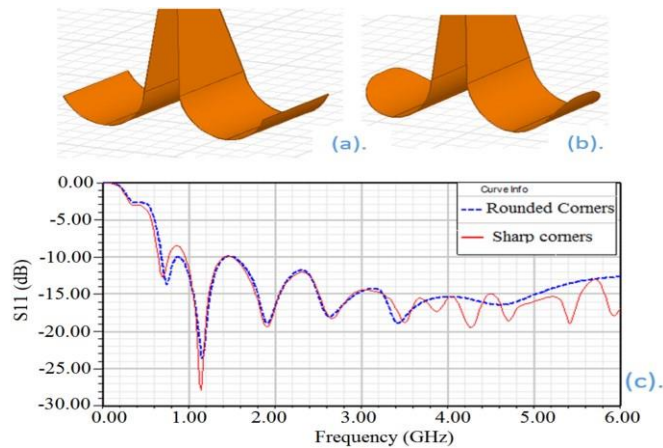 (a).
(b).
0.00
-5.00
-10.00
-15.00
-20.00
-25.00
-30.00
S11 (dB)
Curve Info
Rounded Corners
Sharp corners
(c).
0.00 1.00 2.00 3.00 4.00 5.00 6.00
Frequency (GHz)